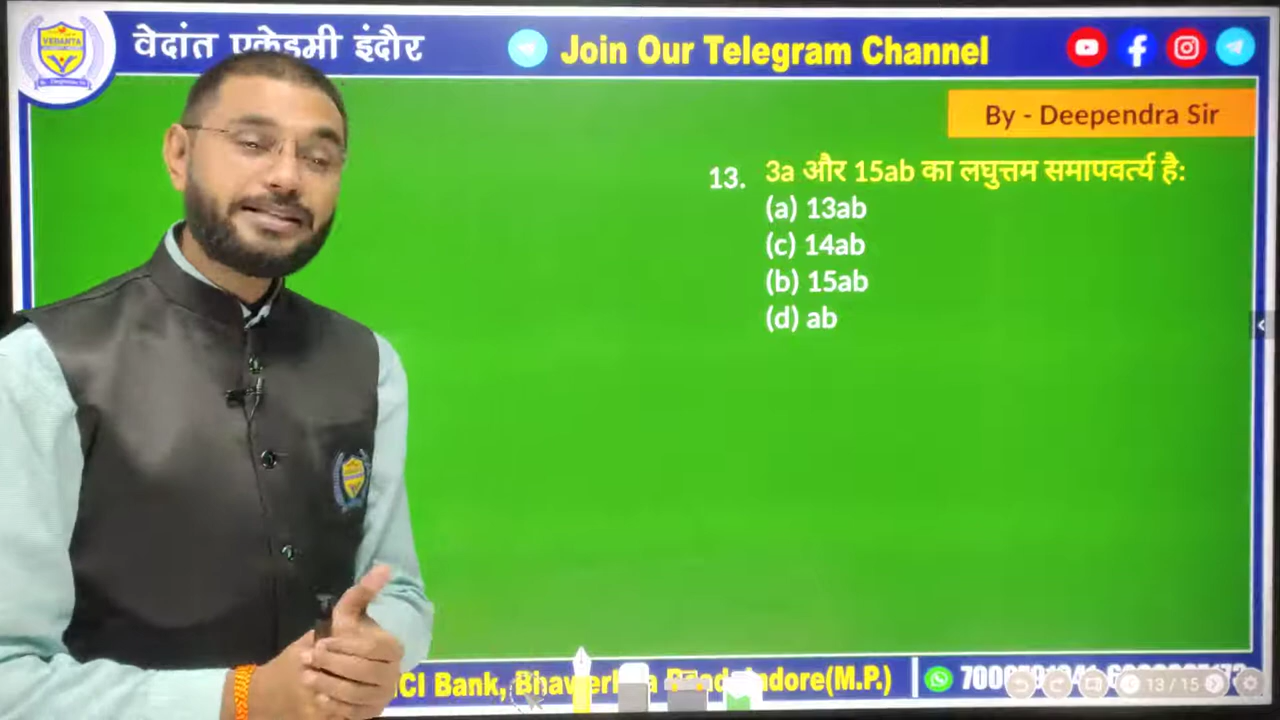 VEDANTA
वेदांत एकेडमी इंदौर
Join Our Telegram Channel
By - Deependra Sir
13. 3a और 15ab का लघुत्तम समापवर्त्य है:
(a) 13ab
(c) 14ab
(b) 15ab
(d) ab
Bank,
(M.P.)
13 / 15